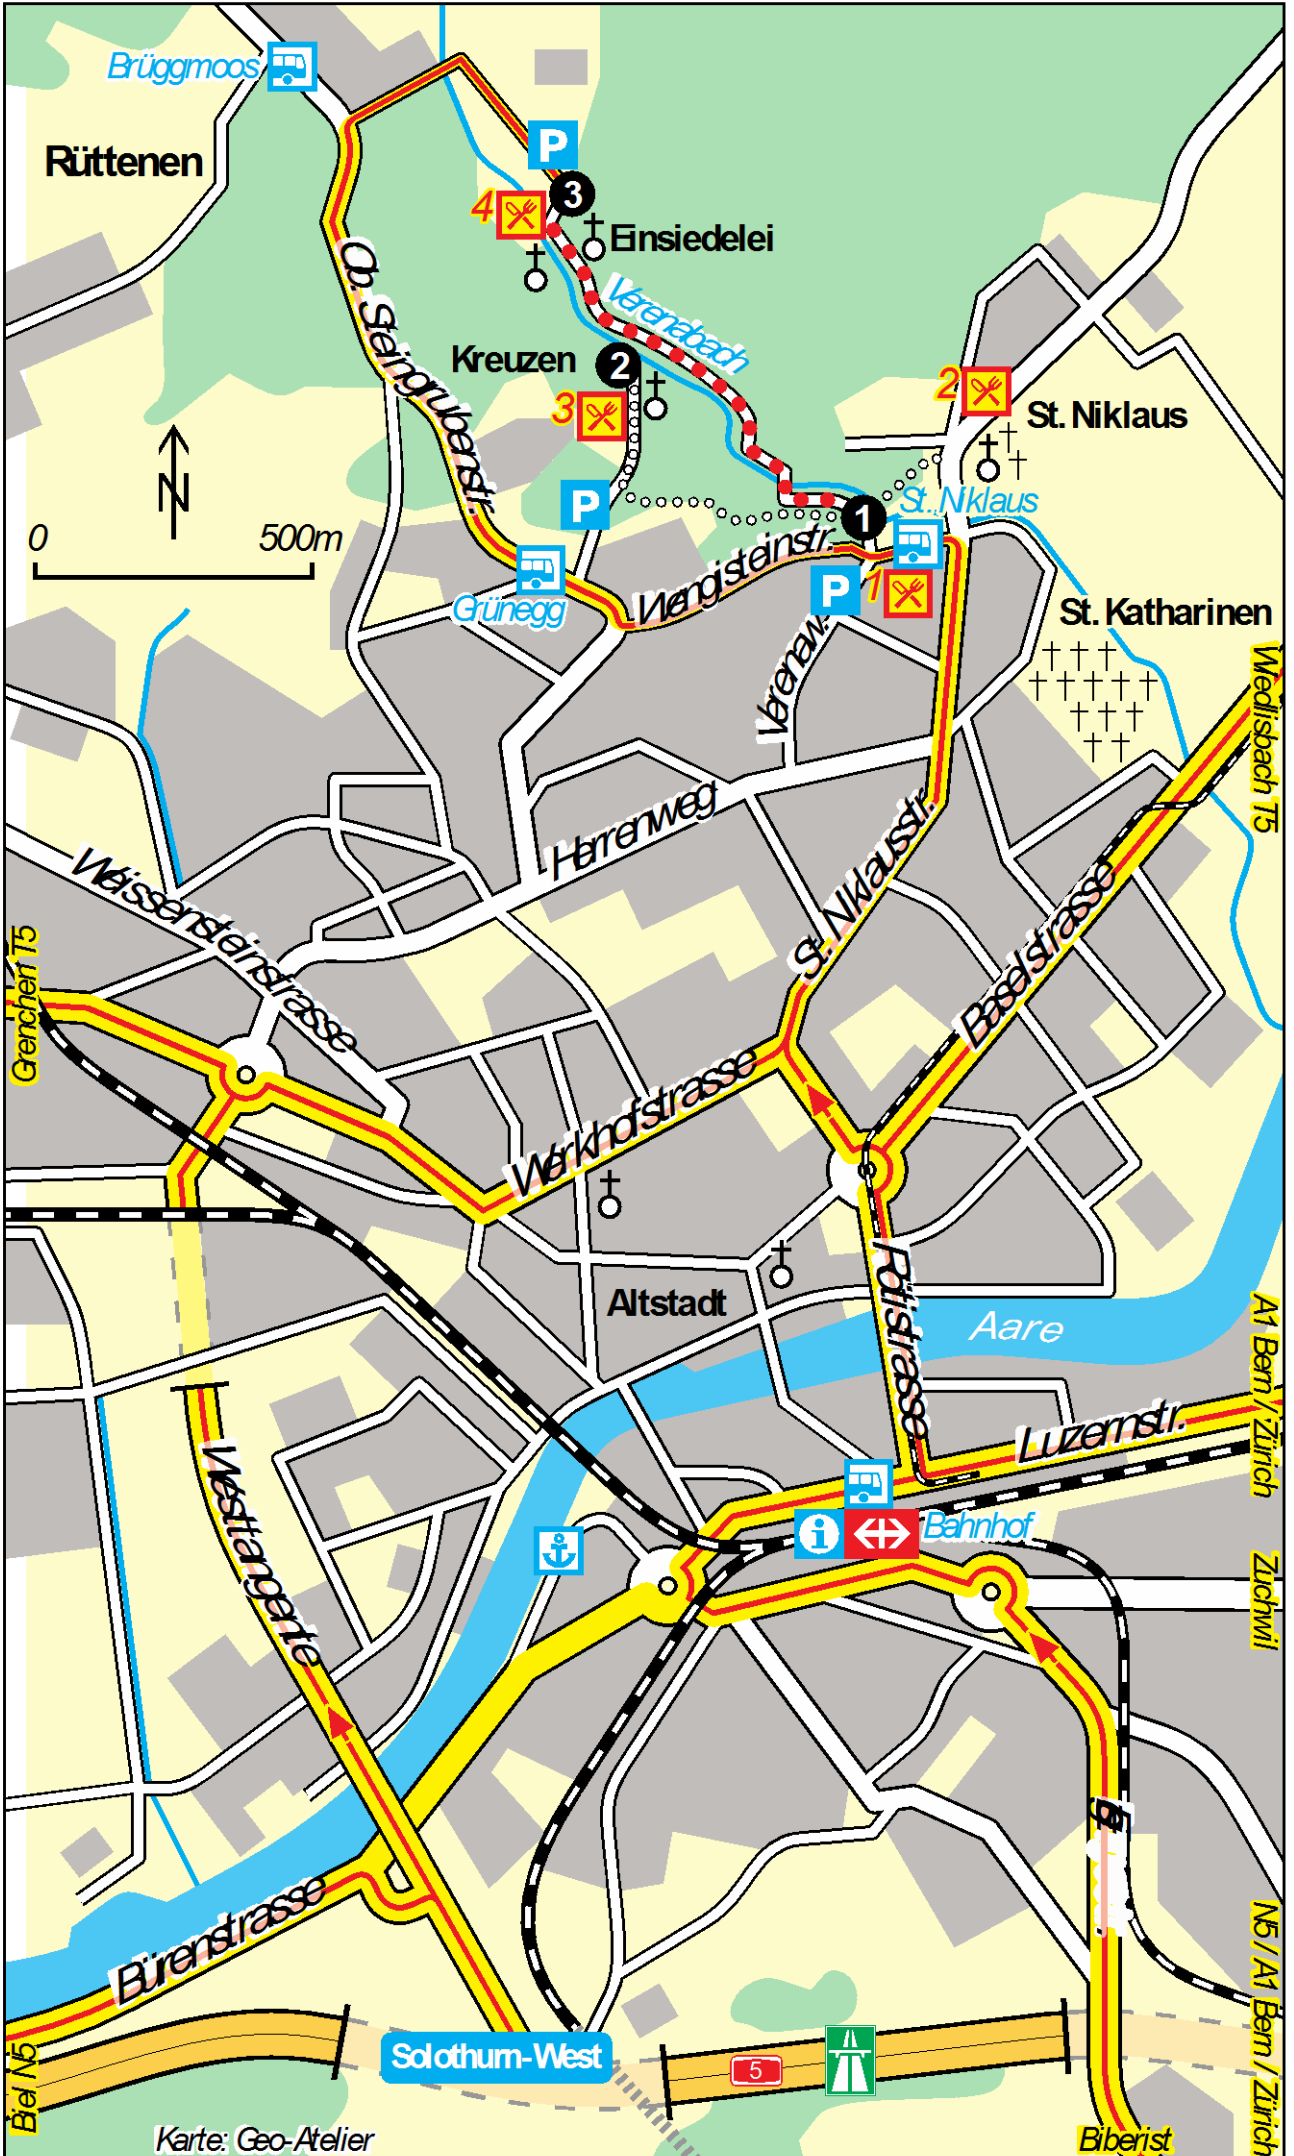 Brüggmoos
Rüttenen
P
3
4
Einsiedelei
Ob. Steingrubenstr.
Verenabach
Kreuzen
2
3
2
St. Niklaus
N
P
1
St. Niklaus
0
500m
Grünegg
Wengisteinstr.
P
1
Verenaw.
St. Katharinen
Wiedlisbach T5
Herrenweg
St. Niklausstr.
Weissensteinstrasse
Baselstrasse
Grenchen T5
Werkhofstrasse
Rötistrasse
Altstadt
Aare
A1 Bern / Zürich
Luzernstr.
Westtangente
i
Bahnhof
Zuchwil
Bürenstrasse
N5 / A1 Bern / Zürich
Solothurn-West
5
Biel N5
Karte: Geo-Atelier
Biberist